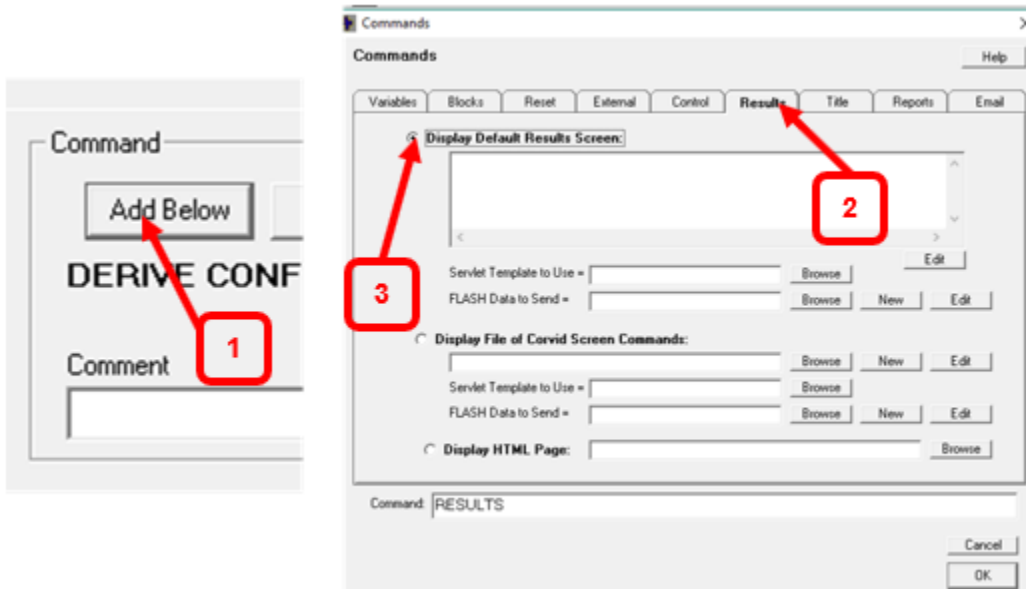 Command
Add Below
DERIVE CONF
Comment
1
Commands
Commands
Help
Variables Blocks Reset External Control Results Title Reports Email
Display Default Results Screen:
2
3
Edit
Servlet Template to Use = Browse
FLASH Data to Send = Browse New Edit
Display File of Corvid Screen Commands:
Browse New Edit
Servlet Template to Use = Browse
FLASH Data to Send = Browse New Edit
Display HTML Page: Browse
Command: RESULTS
Cancel
OK